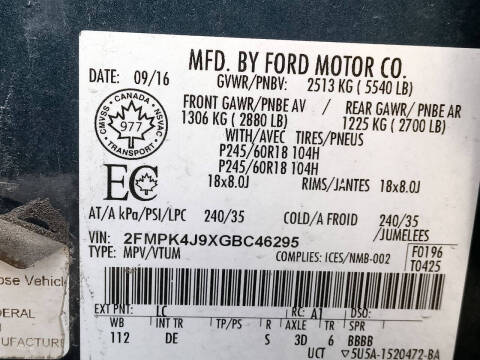 MFD. BY FORD MOTOR CO.
DATE: 09/16
GVWR/PNBV: 2513 KG ( 5540 LB)
FRONT GAWR/PNBE AV
1306 KG ( 2880 LB)
REAR GAWR/ PNBE AR
1225 KG ( 2700 LB)
WITH/AVEC TIRES/PNEUS
P245/60R18 104H
P245/60R18 104H
18x8.0J RIMS/JANTES 18x8.0J
CANADA
CMVSS
NSVAC
977
TRANSPORT
EC
AT/A kPa/PSI/LPC 240/35 COLD/A FROID 240/35
/JUMELEES
VIN: 2FMPK4J9XGBC46295
TYPE: MPV/VTUM COMPLIES: ICES/NMB-002
F0196
T0425
EXT PNT: LC RC: A1 DSO:
WB INT TR TP/PS R AXLE TR SPR
112 DE S 3D 6 BBBB
UCT 5U5A-1520472-BA
ose Vehicl
EDERAL
NUFACTURE